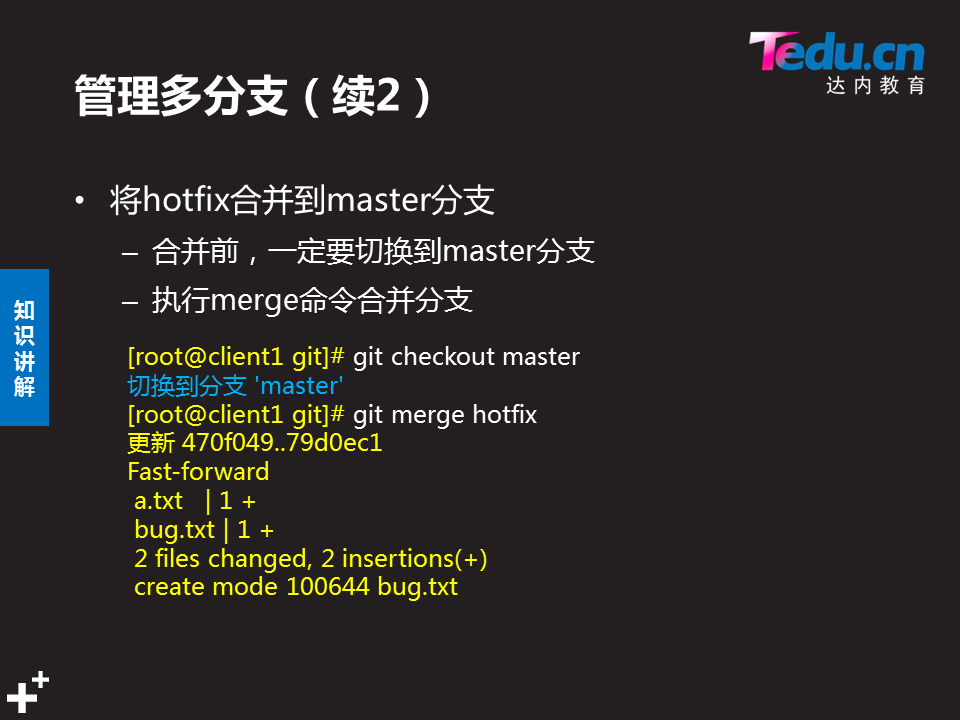 Tedu.cn
达内教育
管理多分支（续2）
• 将hotfix合并到master分支
– 合并前，一定要切换到master分支
– 执行merge命令合并分支
知识讲解
[root@client1 git]# git checkout master
切换到分支 'master'
[root@client1 git]# git merge hotfix
更新 470f049..79d0ec1
Fast-forward
a.txt | 1 +
bug.txt | 1 +
2 files changed, 2 insertions(+)
create mode 100644 bug.txt